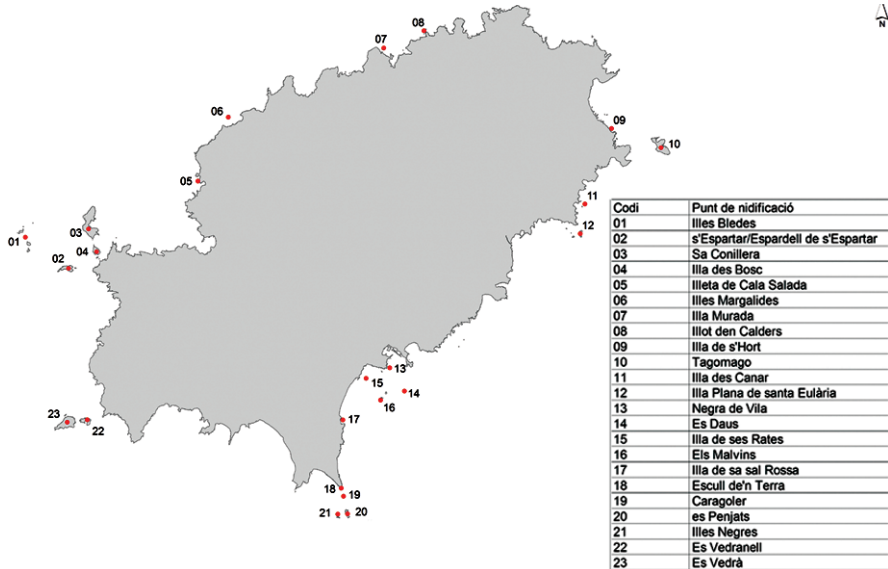 N
08
07
06
09
10
05
11
03
12
01
04
02
13
15
14
16
23
22
17
18
19
21
20
Codi Punt de nidificació
01 Illes Bledes
02 s'Espartar/Espardell de s'Espartar
03 Sa Conillera
04 Illa des Bosc
05 Illeta de Cala Salada
06 Illes Margalides
07 Illa Murada
08 Illot den Calders
09 Illa de s'Hort
10 Tagomago
11 Illa des Canar
12 Illa Plana de santa Eulària
13 Negra de Vila
14 Es Daus
15 Illa de ses Rates
16 Els Malvins
17 Illa de sa sal Rossa
18 Escull de'n Terra
19 Caragoler
20 es Penjats
21 Illes Negres
22 Es Vedranell
23 Es Vedrà